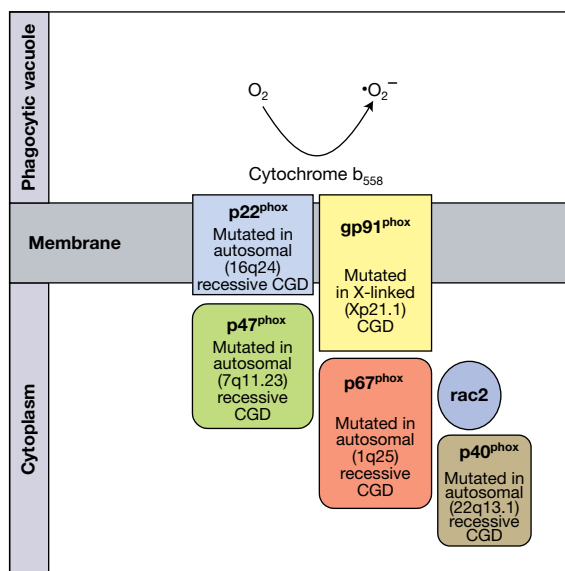 Phagocytic vacuole
O₂
•O₂⁻
Cytochrome b₅₅₈
Membrane
p22ᵖʰᵒˣ
Mutated in
autosomal
(16q24)
recessive CGD
gp91ᵖʰᵒˣ
Mutated
in X-linked
(Xp21.1)
CGD
Cytoplasm
p47ᵖʰᵒˣ
Mutated in
autosomal
(7q11.23)
recessive
CGD
p67ᵖʰᵒˣ
Mutated in
autosomal
(1q25)
recessive
CGD
rac2
p40ᵖʰᵒˣ
Mutated in
autosomal
(22q13.1)
recessive
CGD